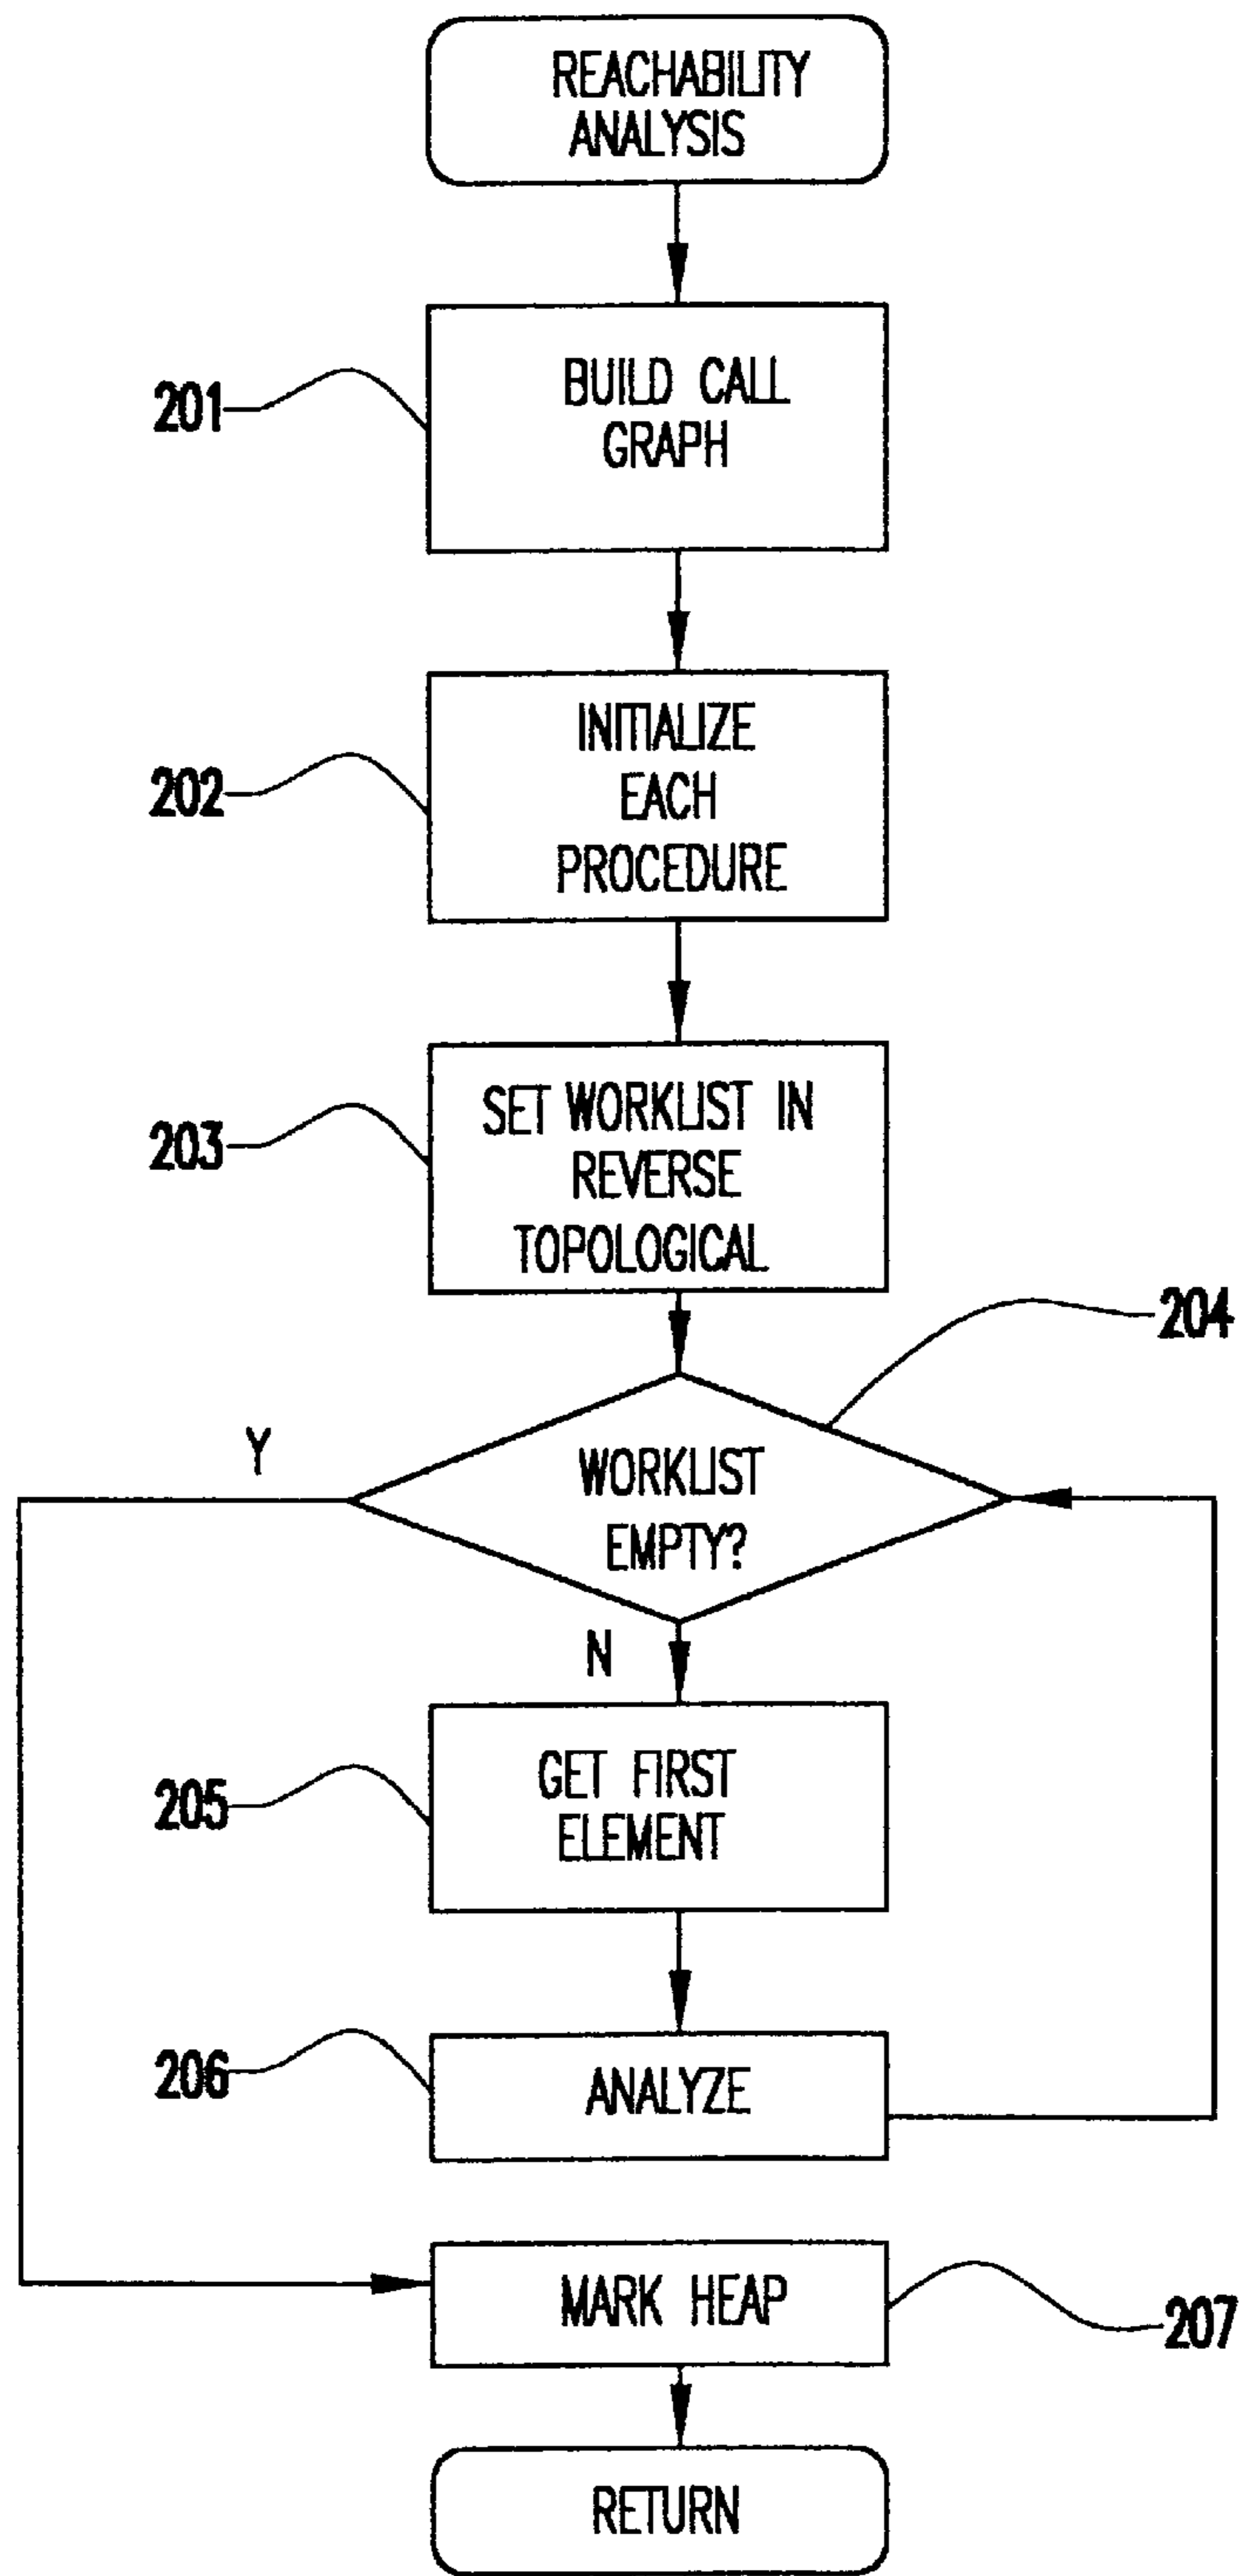 REACHABILITY
ANALYSIS
201
BUILD CALL
GRAPH
202
INITIALIZE
EACH
PROCEDURE
203
SET WORKLIST IN
REVERSE
TOPOLOGICAL
204
Y
WORKLIST
EMPTY?
N
205
GET FIRST
ELEMENT
206
ANALYZE
MARK HEAP
207
RETURN